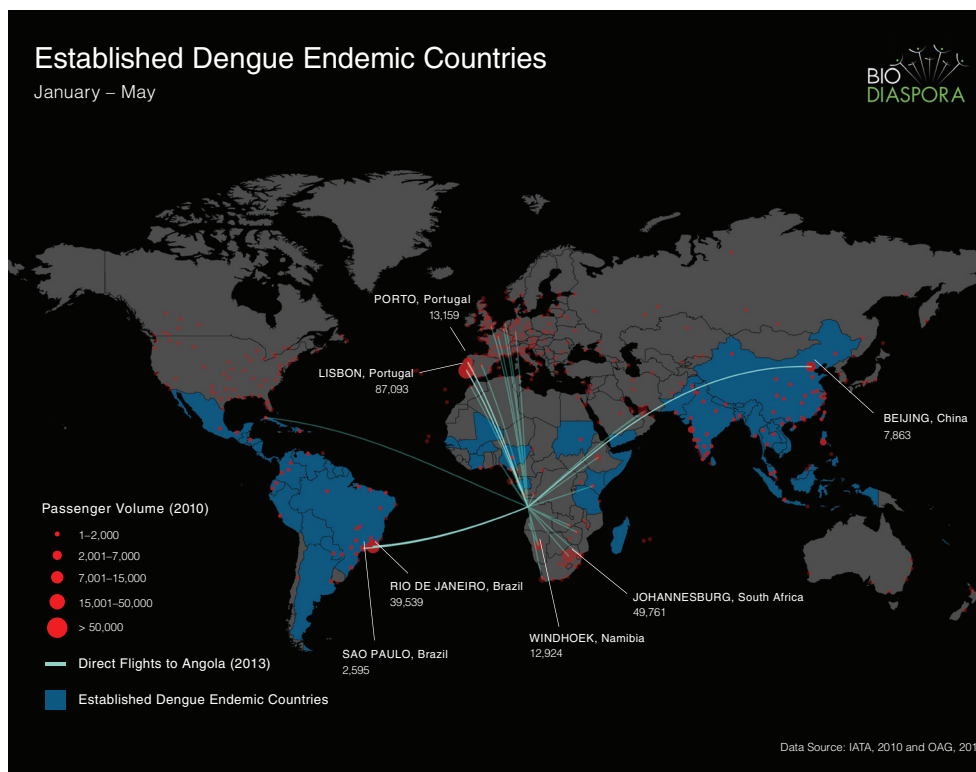 Established Dengue Endemic Countries
January – May
BIO
DIASPORA
PORTO, Portugal
13,159
LISBON, Portugal
87,093
BEIJING, China
7,863
Passenger Volume (2010)
1–2,000
2,001–7,000
7,001–15,000
15,001–50,000
> 50,000
RIO DE JANEIRO, Brazil
39,539
JOHANNESBURG, South Africa
49,761
WINDHOEK, Namibia
12,924
SAO PAULO, Brazil
2,595
Direct Flights to Angola (2013)
Established Dengue Endemic Countries
Data Source: IATA, 2010 and OAG, 201